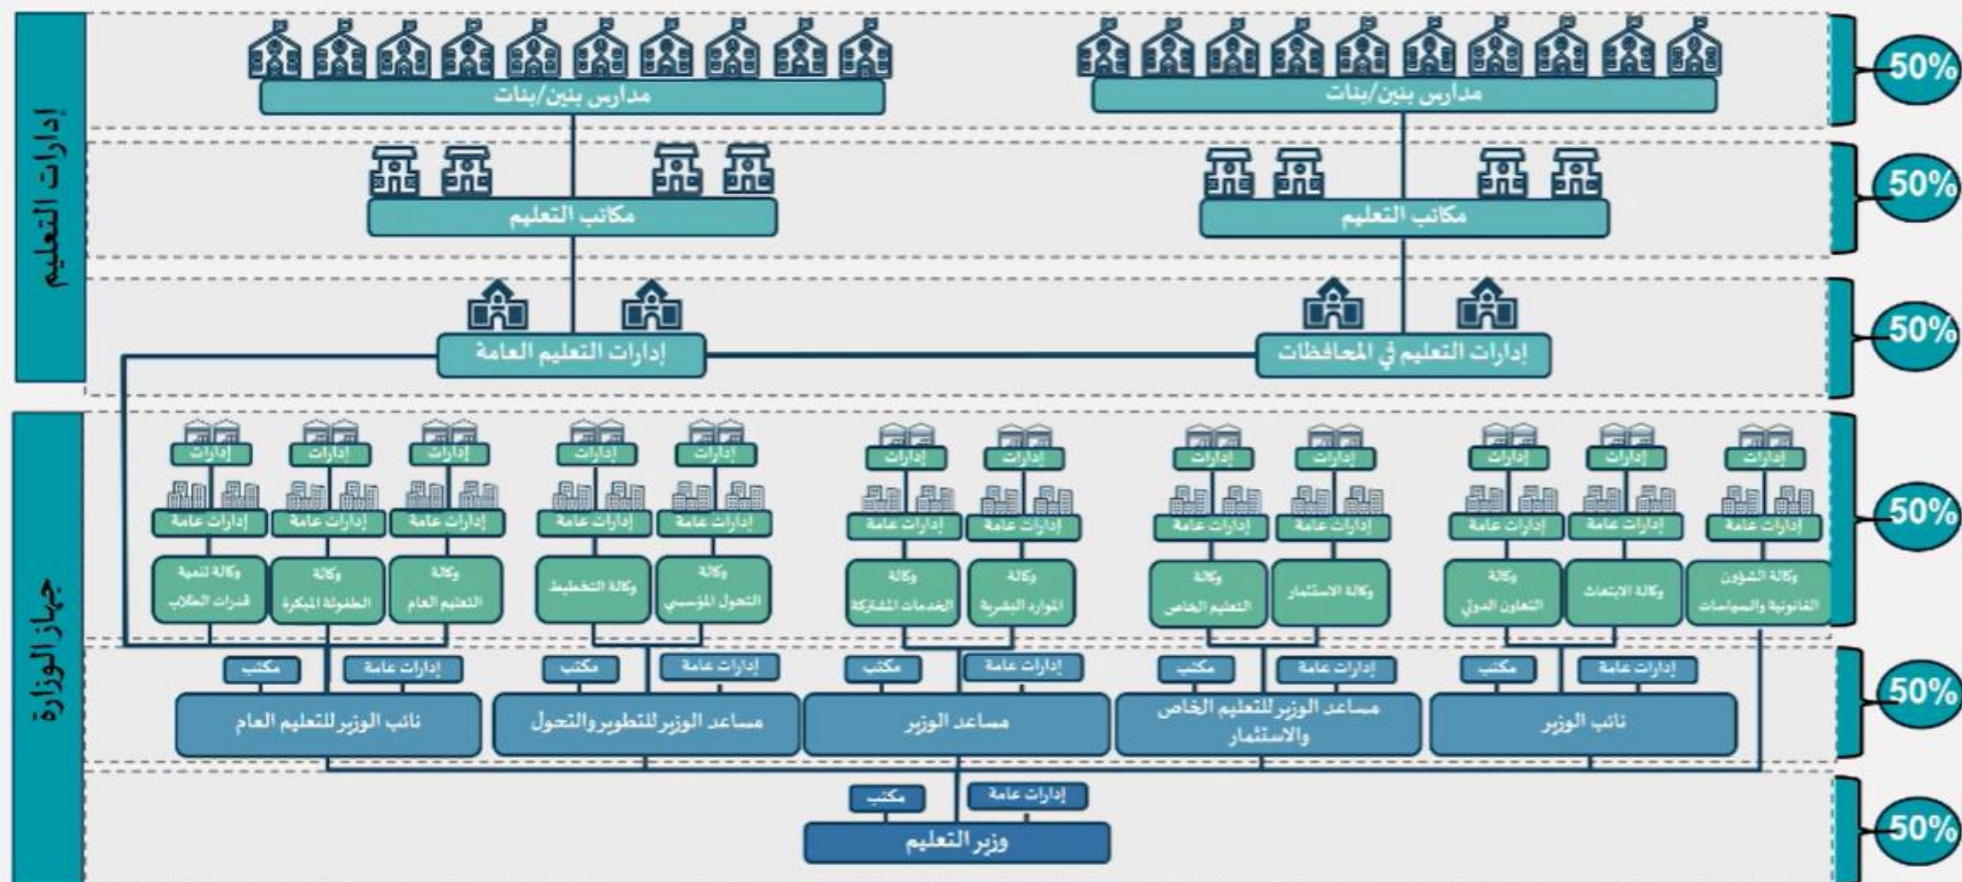 إدارات التعليم
مدارس بنين/بنات
مدارس بنين/بنات
50%
مكاتب التعليم
مكاتب التعليم
50%
إدارات التعليم في المحافظات
إدارات التعليم العامة
50%
جهاز الوزارة
إدارات
إدارات
إدارات
إدارات
إدارات
إدارات
إدارات
إدارات
إدارات
إدارات
إدارات
إدارات
إدارات عامة
إدارات عامة
إدارات عامة
إدارات عامة
إدارات عامة
إدارات عامة
إدارات عامة
إدارات عامة
إدارات عامة
إدارات عامة
إدارات عامة
إدارات عامة
50%
وكالة الشؤون
القانونية والسياسات
وكالة الابتعاث
وكالة
التعاون الدولي
وكالة الاستثمار
وكالة
التعليم الخاص
وكالة
الموارد البشرية
وكالة
الخدمات المشتركة
وكالة
التحول المؤسسي
وكالة التخطيط
وكالة
التعليم العام
وكالة
الطفولة المبكرة
وكالة تنمية
قدرات الطلاب
إدارات عامة
مكتب
إدارات عامة
مكتب
إدارات عامة
مكتب
إدارات عامة
مكتب
إدارات عامة
مكتب
50%
نائب الوزير
مساعد الوزير للتعليم الخاص
والاستثمار
مساعد الوزير
مساعد الوزير للتطوير والتحول
نائب الوزير للتعليم العام
إدارات عامة
مكتب
وزير التعليم
50%